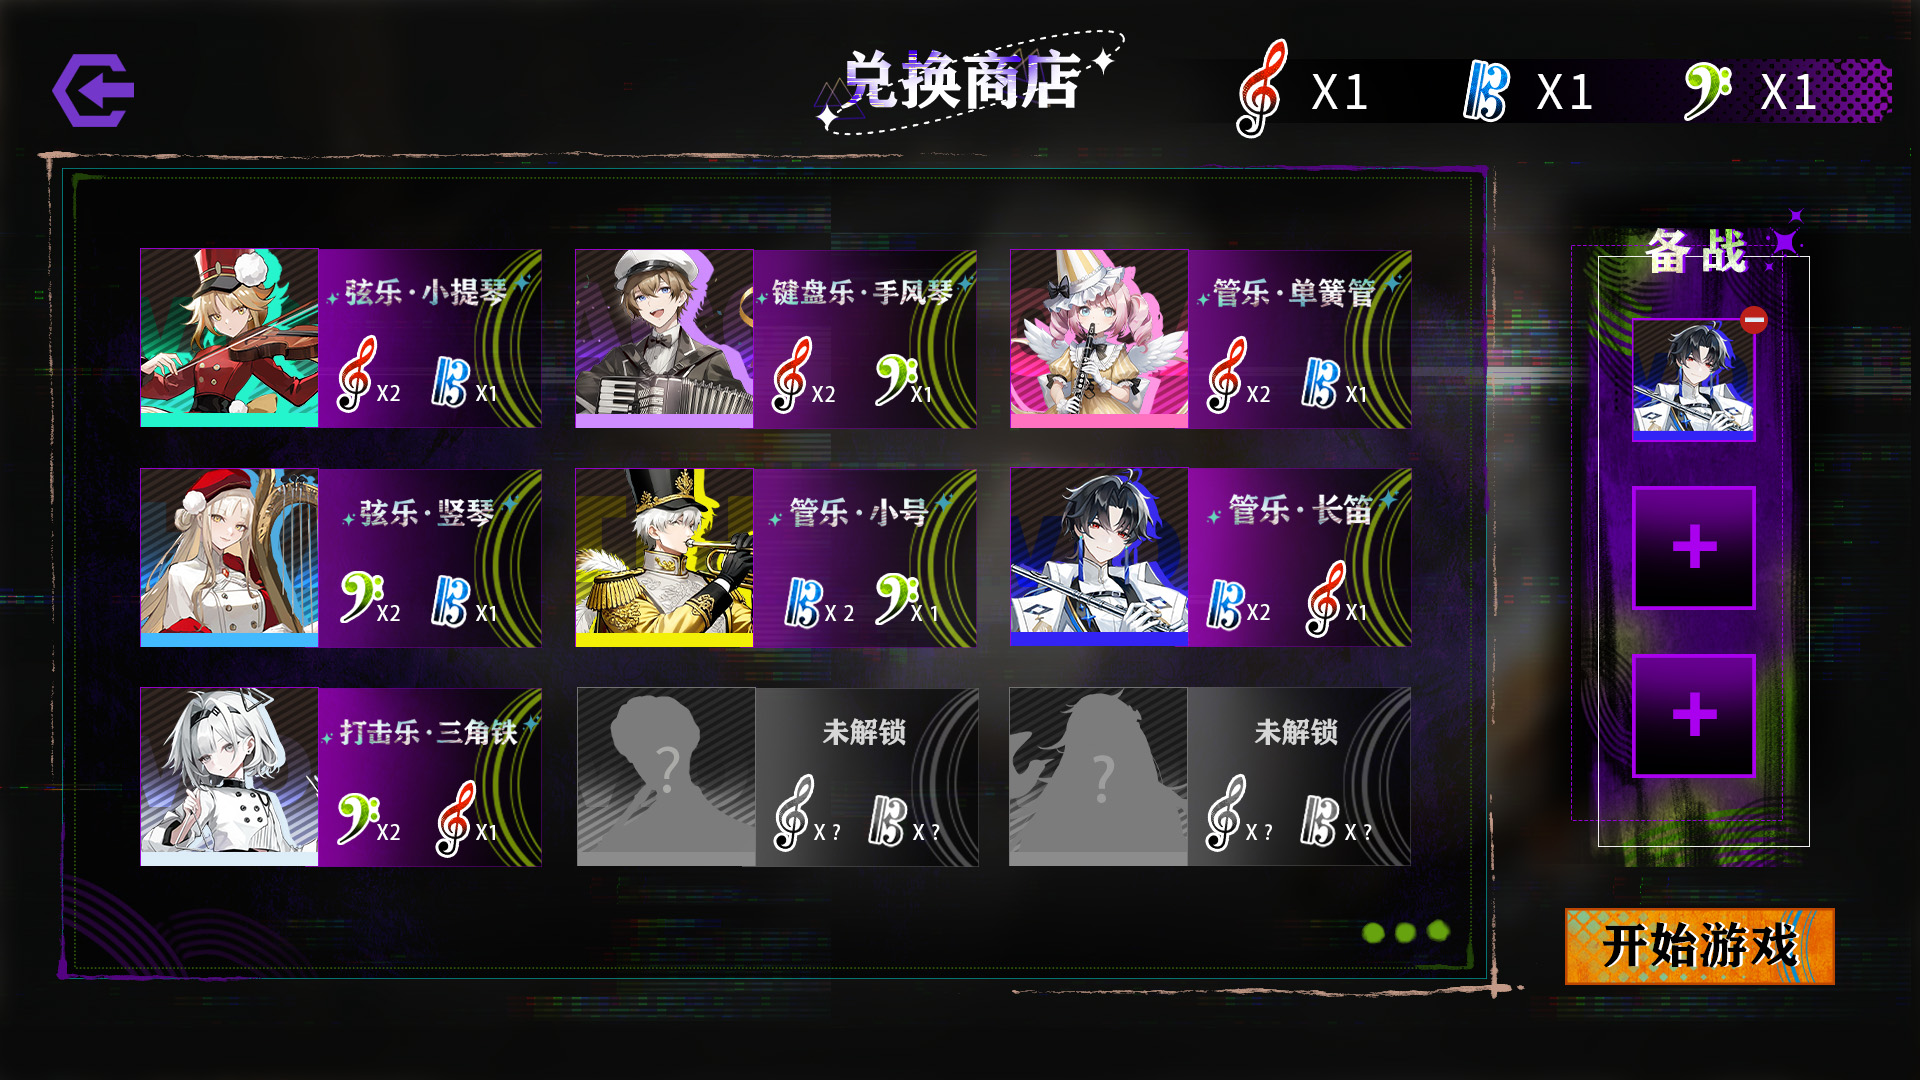 兑换商店
X1 X1 X1
备战
弦乐·小提琴
X2 X1
键盘乐·手风琴
X2 X1
管乐·单簧管
X2 X1
弦乐·竖琴
X2 X1
管乐·小号
X 2 X 1
管乐·长笛
X2 X1
打击乐·三角铁
X2 X1
?
未解锁
X ? X ?
?
未解锁
X ? X ?
开始游戏